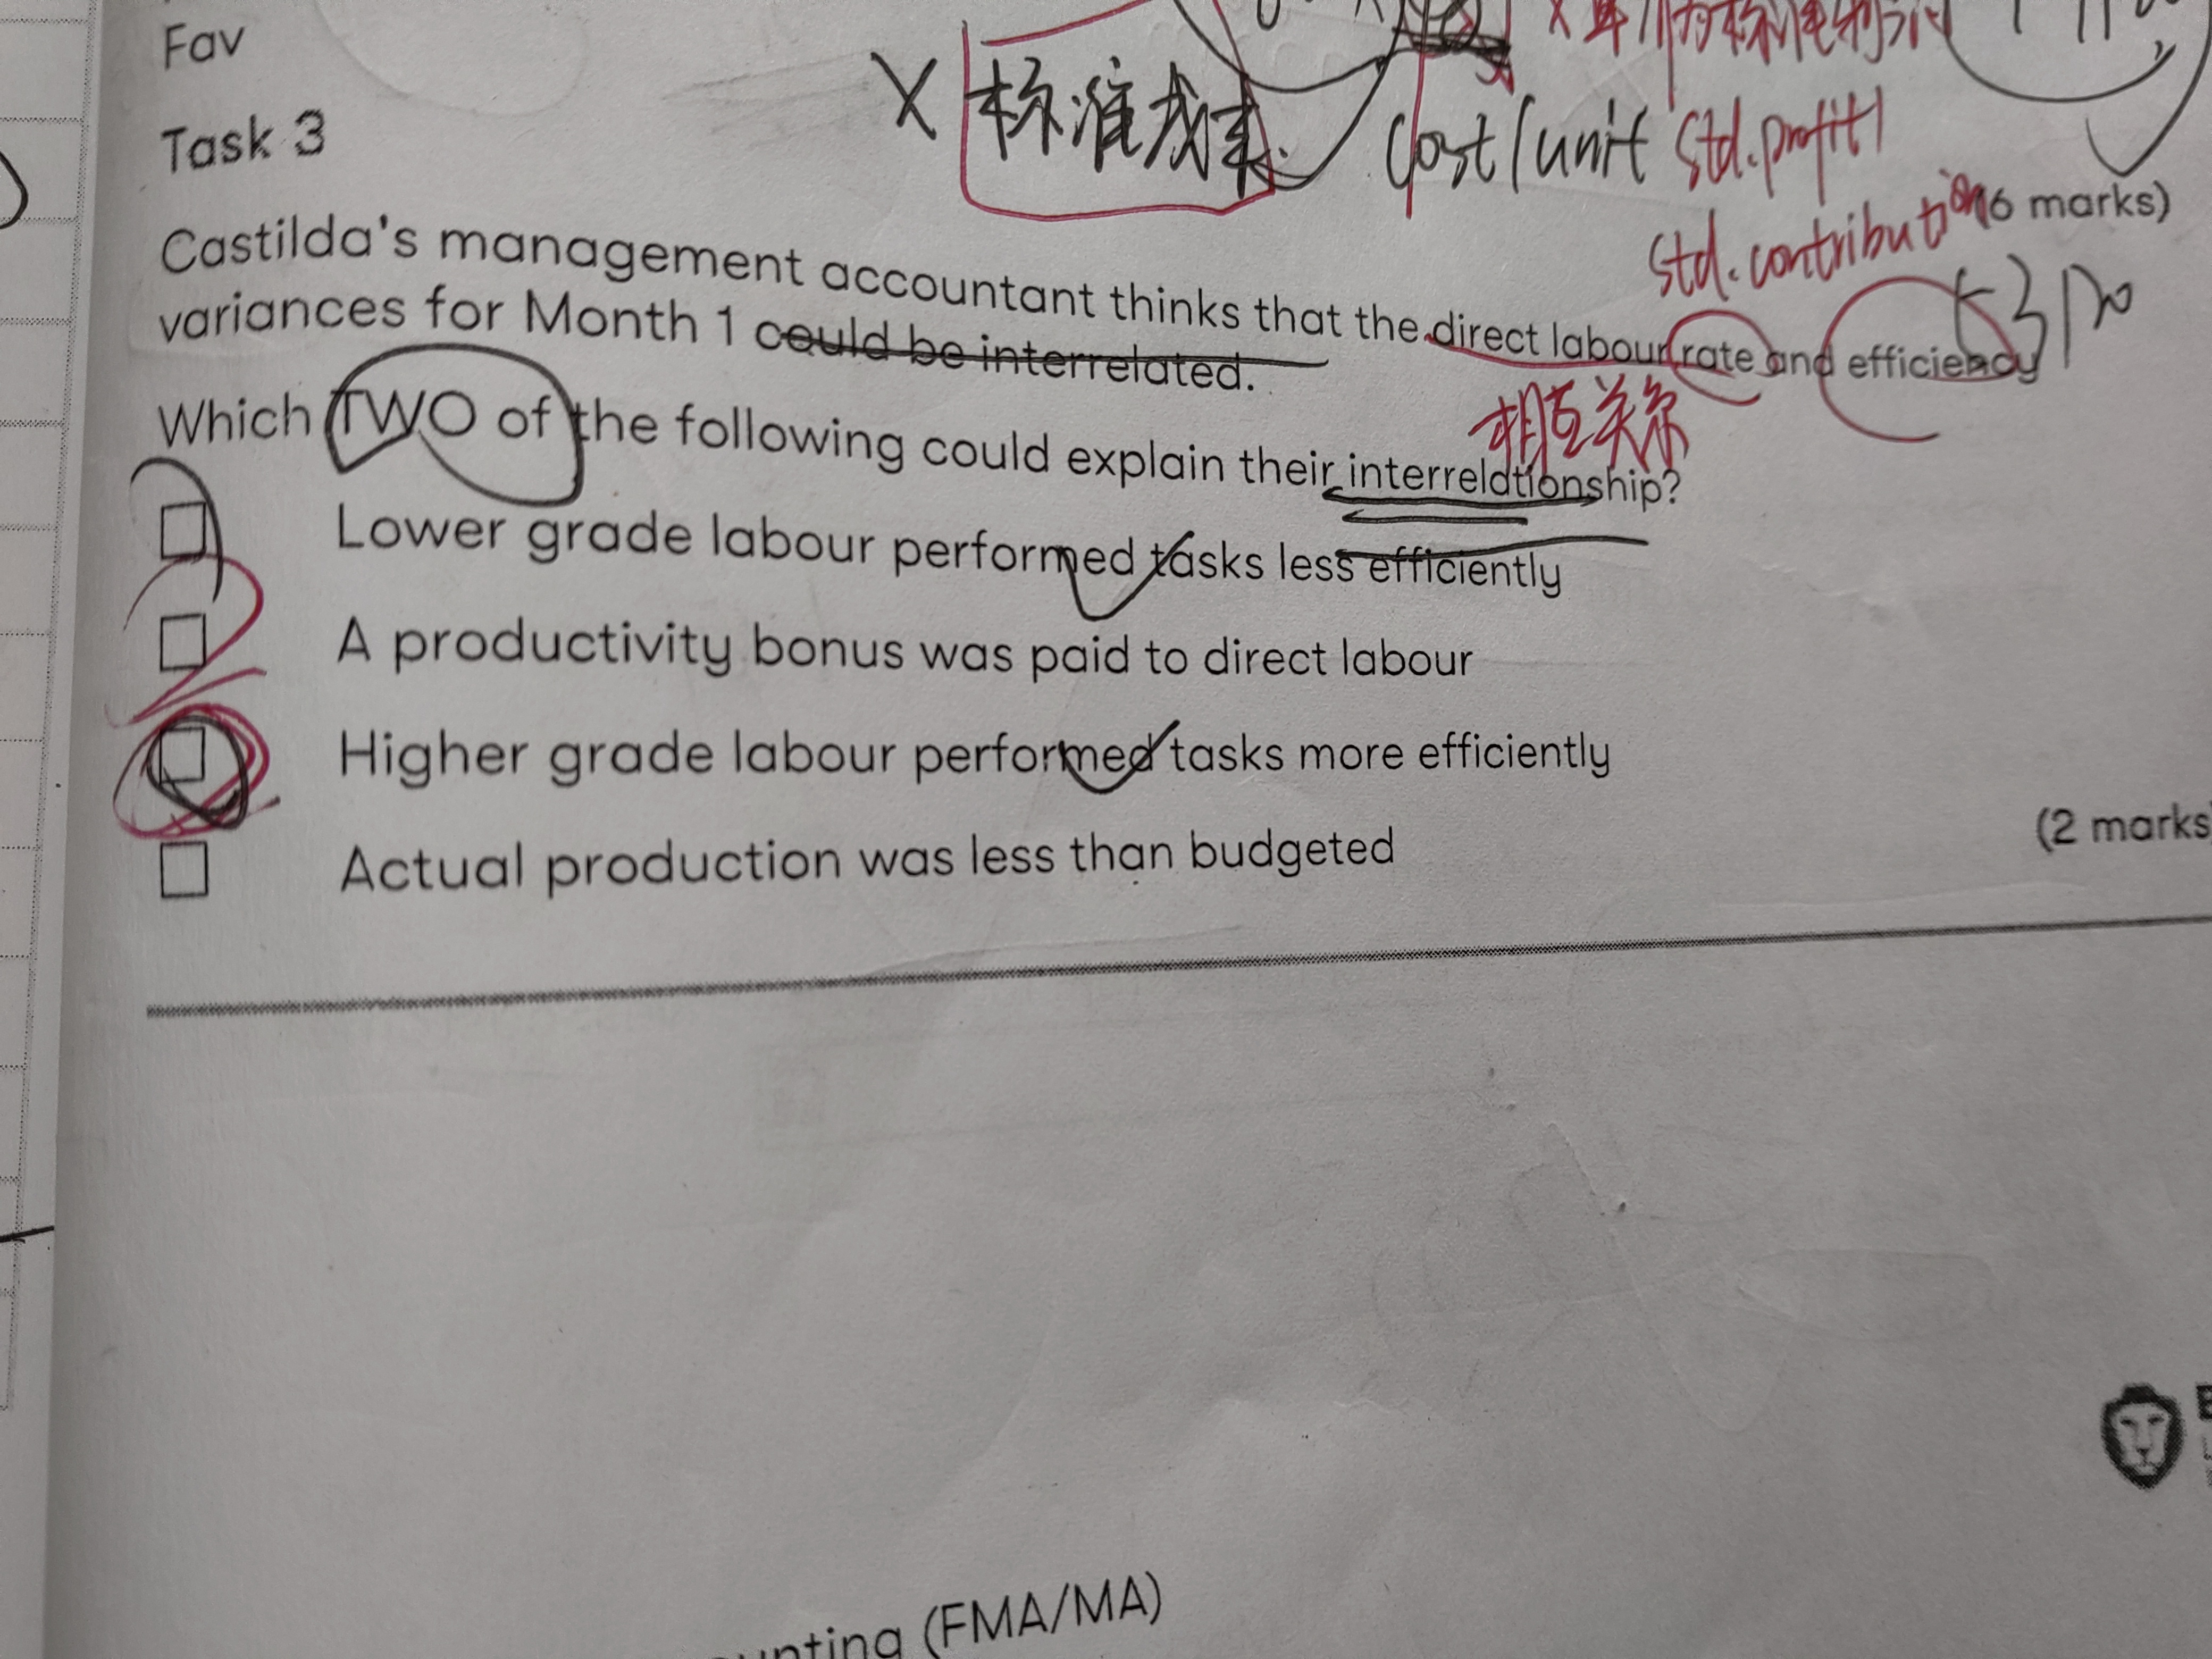 Fav
Task 3
× 标准成本
Cost/unit Std. profit
Std. contribution
(6 marks)
Castilda's management accountant thinks that the direct labour rate and efficiency
variances for Month 1 could be interrelated.
相互关系
Which TWO of the following could explain their interrelationship?
Lower grade labour performed tasks less efficiently
A productivity bonus was paid to direct labour
Higher grade labour performed tasks more efficiently
(2 marks
Actual production was less than budgeted
(FMA/MA)